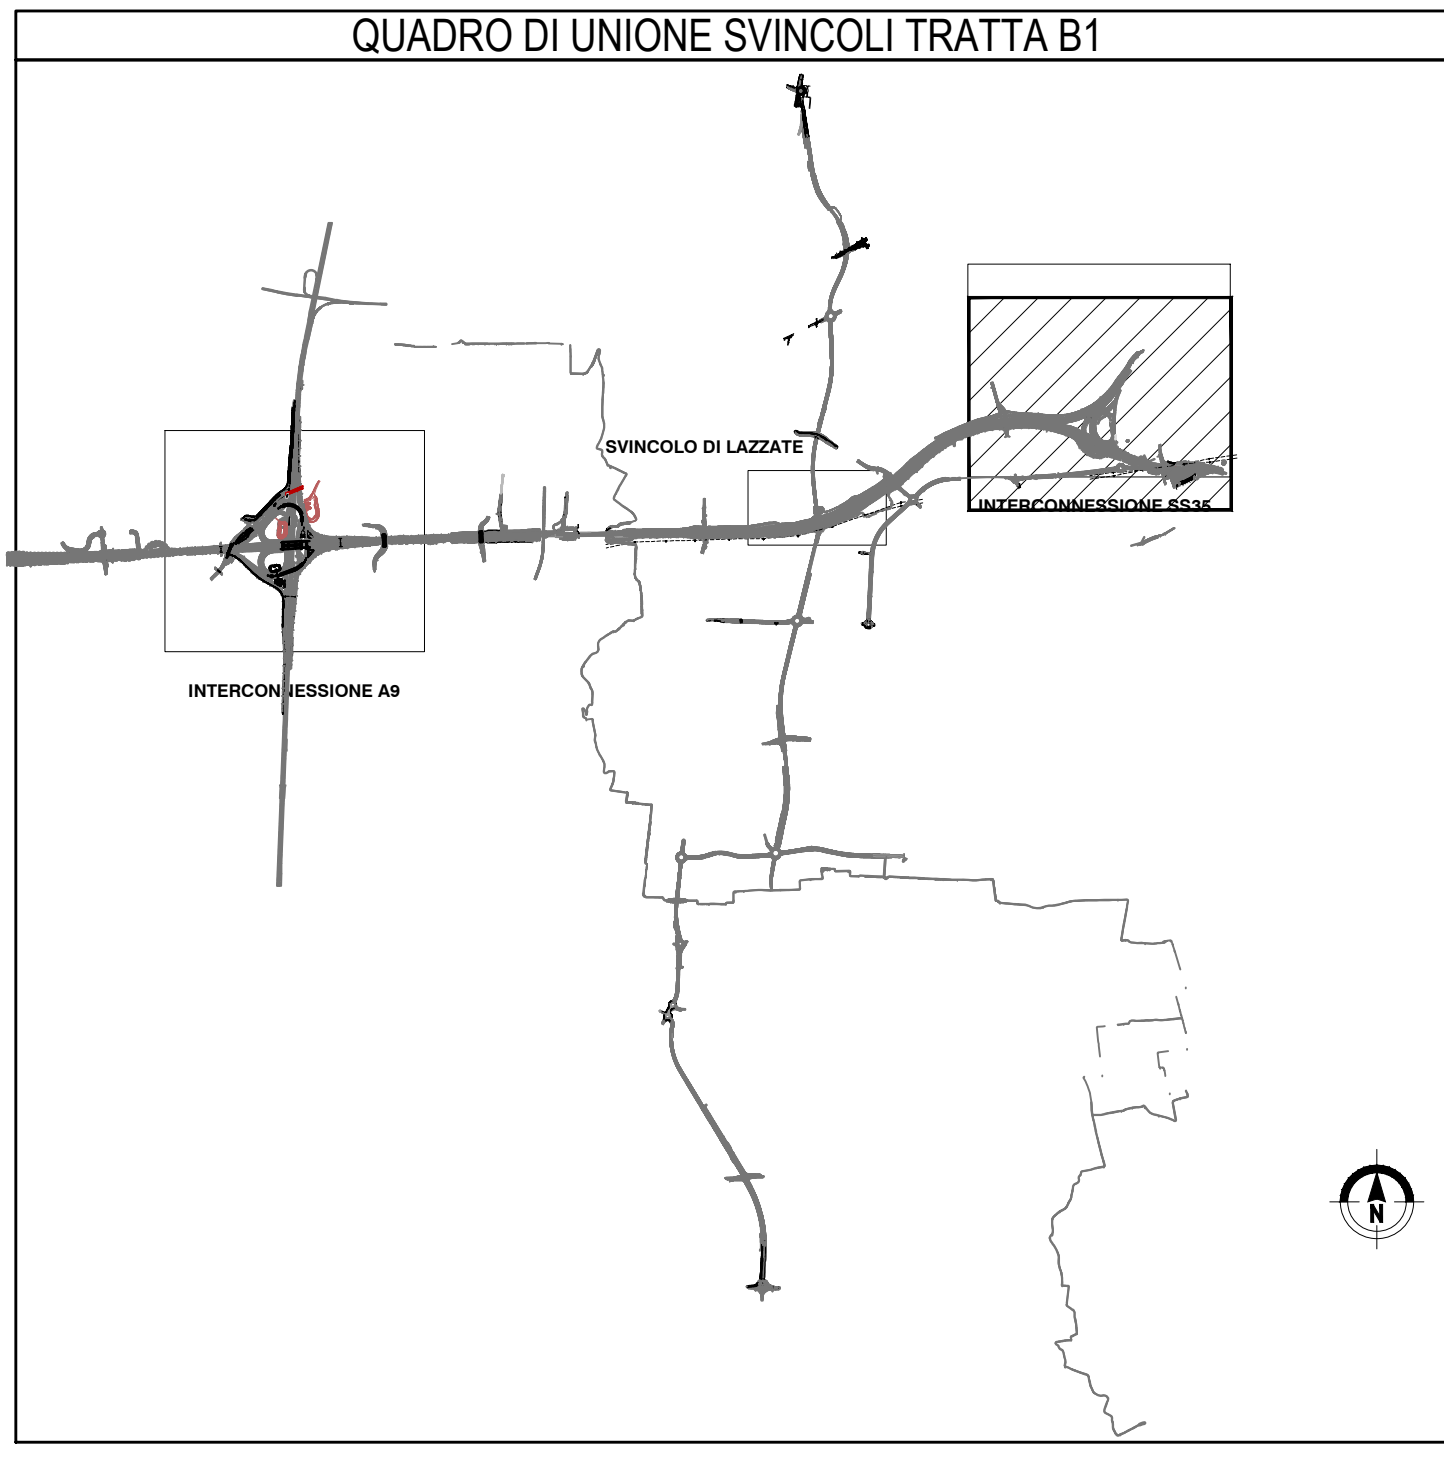 QUADRO DI UNIONE SVINCOLI TRATTA B1
SVINCOLO DI LAZZATE
INTERCONNESSIONE SS35
INTERCONNESSIONE A9
N